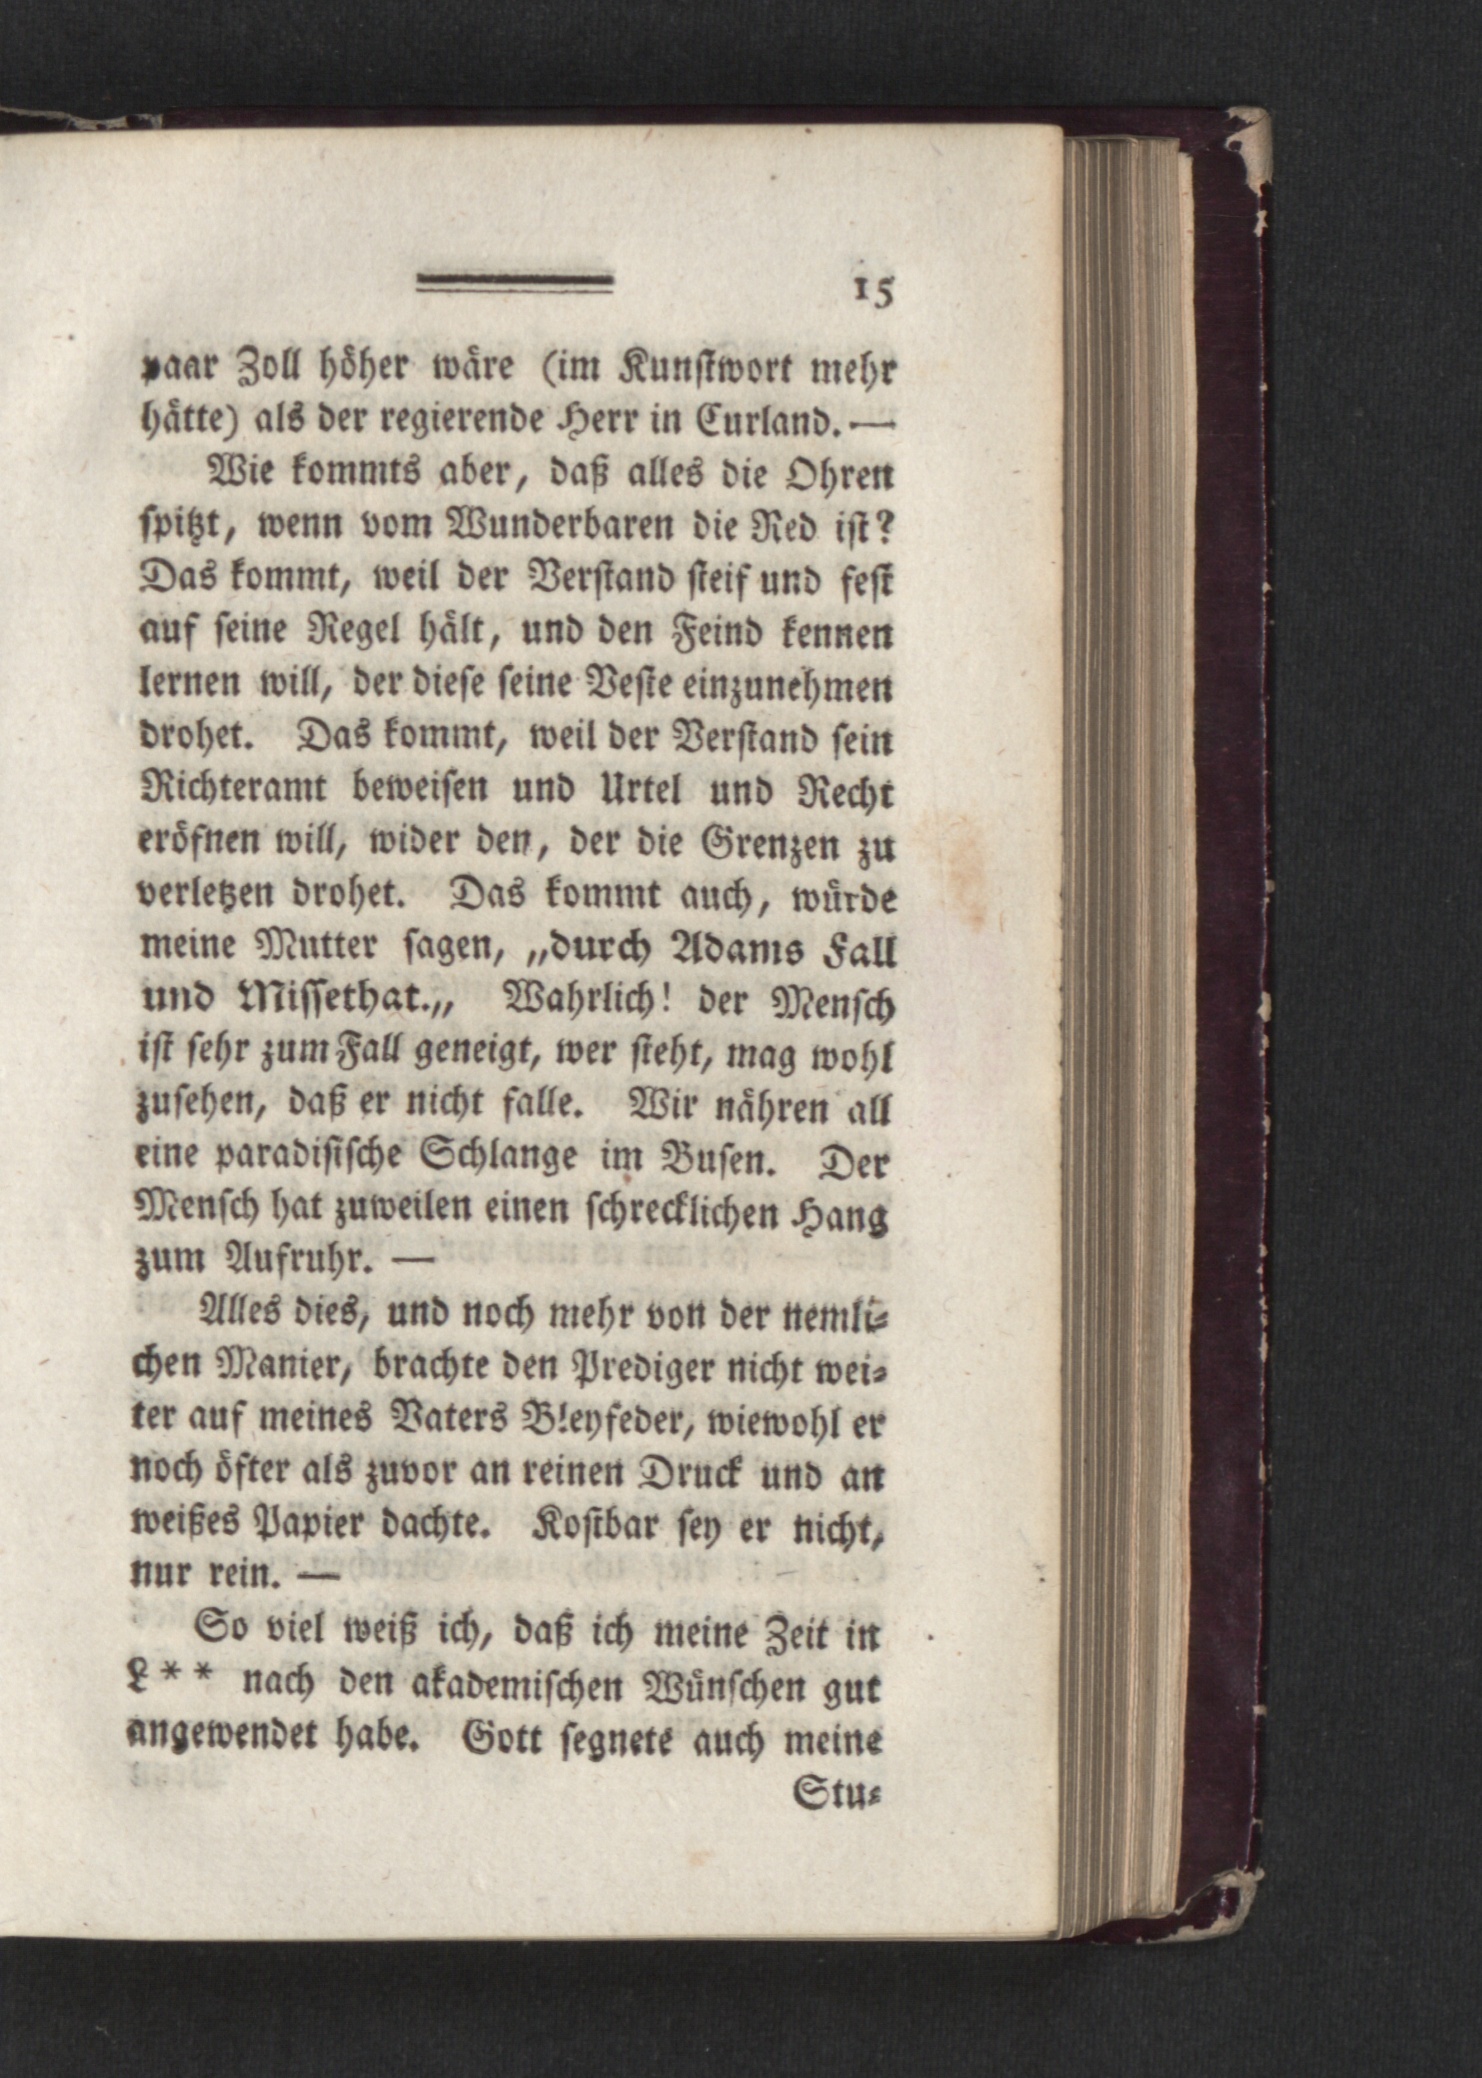 15
paar Zoll höher wäre (im Kunſtwort mehr
hätte) als der regierende Herr in Curland. —
Wie kommts aber, daß alles die Ohren
ſpitzt, wenn vom Wunderbaren die Red iſt?
Das kommt, weil der Verſtand ſteif und feſt
auf ſeine Regel hält, und den Feind kennen
lernen will, der dieſe ſeine Veſte einzunehmen
drohet. Das kommt, weil der Verſtand ſein
Richteramt beweiſen und Urtel und Recht
eröfnen will, wider den, der die Grenzen zu
verletzen drohet. Das kommt auch, würde
meine Mutter ſagen, „durch Adams Fall
und Miſſethat.„ Wahrlich! der Menſch
iſt ſehr zum Fall geneigt, wer ſteht, mag wohl
zuſehen, daß er nicht falle. Wir nähren all
eine paradiſiſche Schlange im Buſen. Der
Menſch hat zuweilen einen ſchrecklichen Hang
zum Aufruhr. —
Alles dies, und noch mehr von der nemli⸗
chen Manier, brachte den Prediger nicht wei⸗
ter auf meines Vaters Bleyfeder, wiewohl er
noch öfter als zuvor an reinen Druck und an
weißes Papier dachte. Koſtbar ſey er nicht,
nur rein. —
So viel weiß ich, daß ich meine Zeit in
L** nach den akademiſchen Wünſchen gut
angewendet habe. Gott ſegnete auch meine
Stu⸗